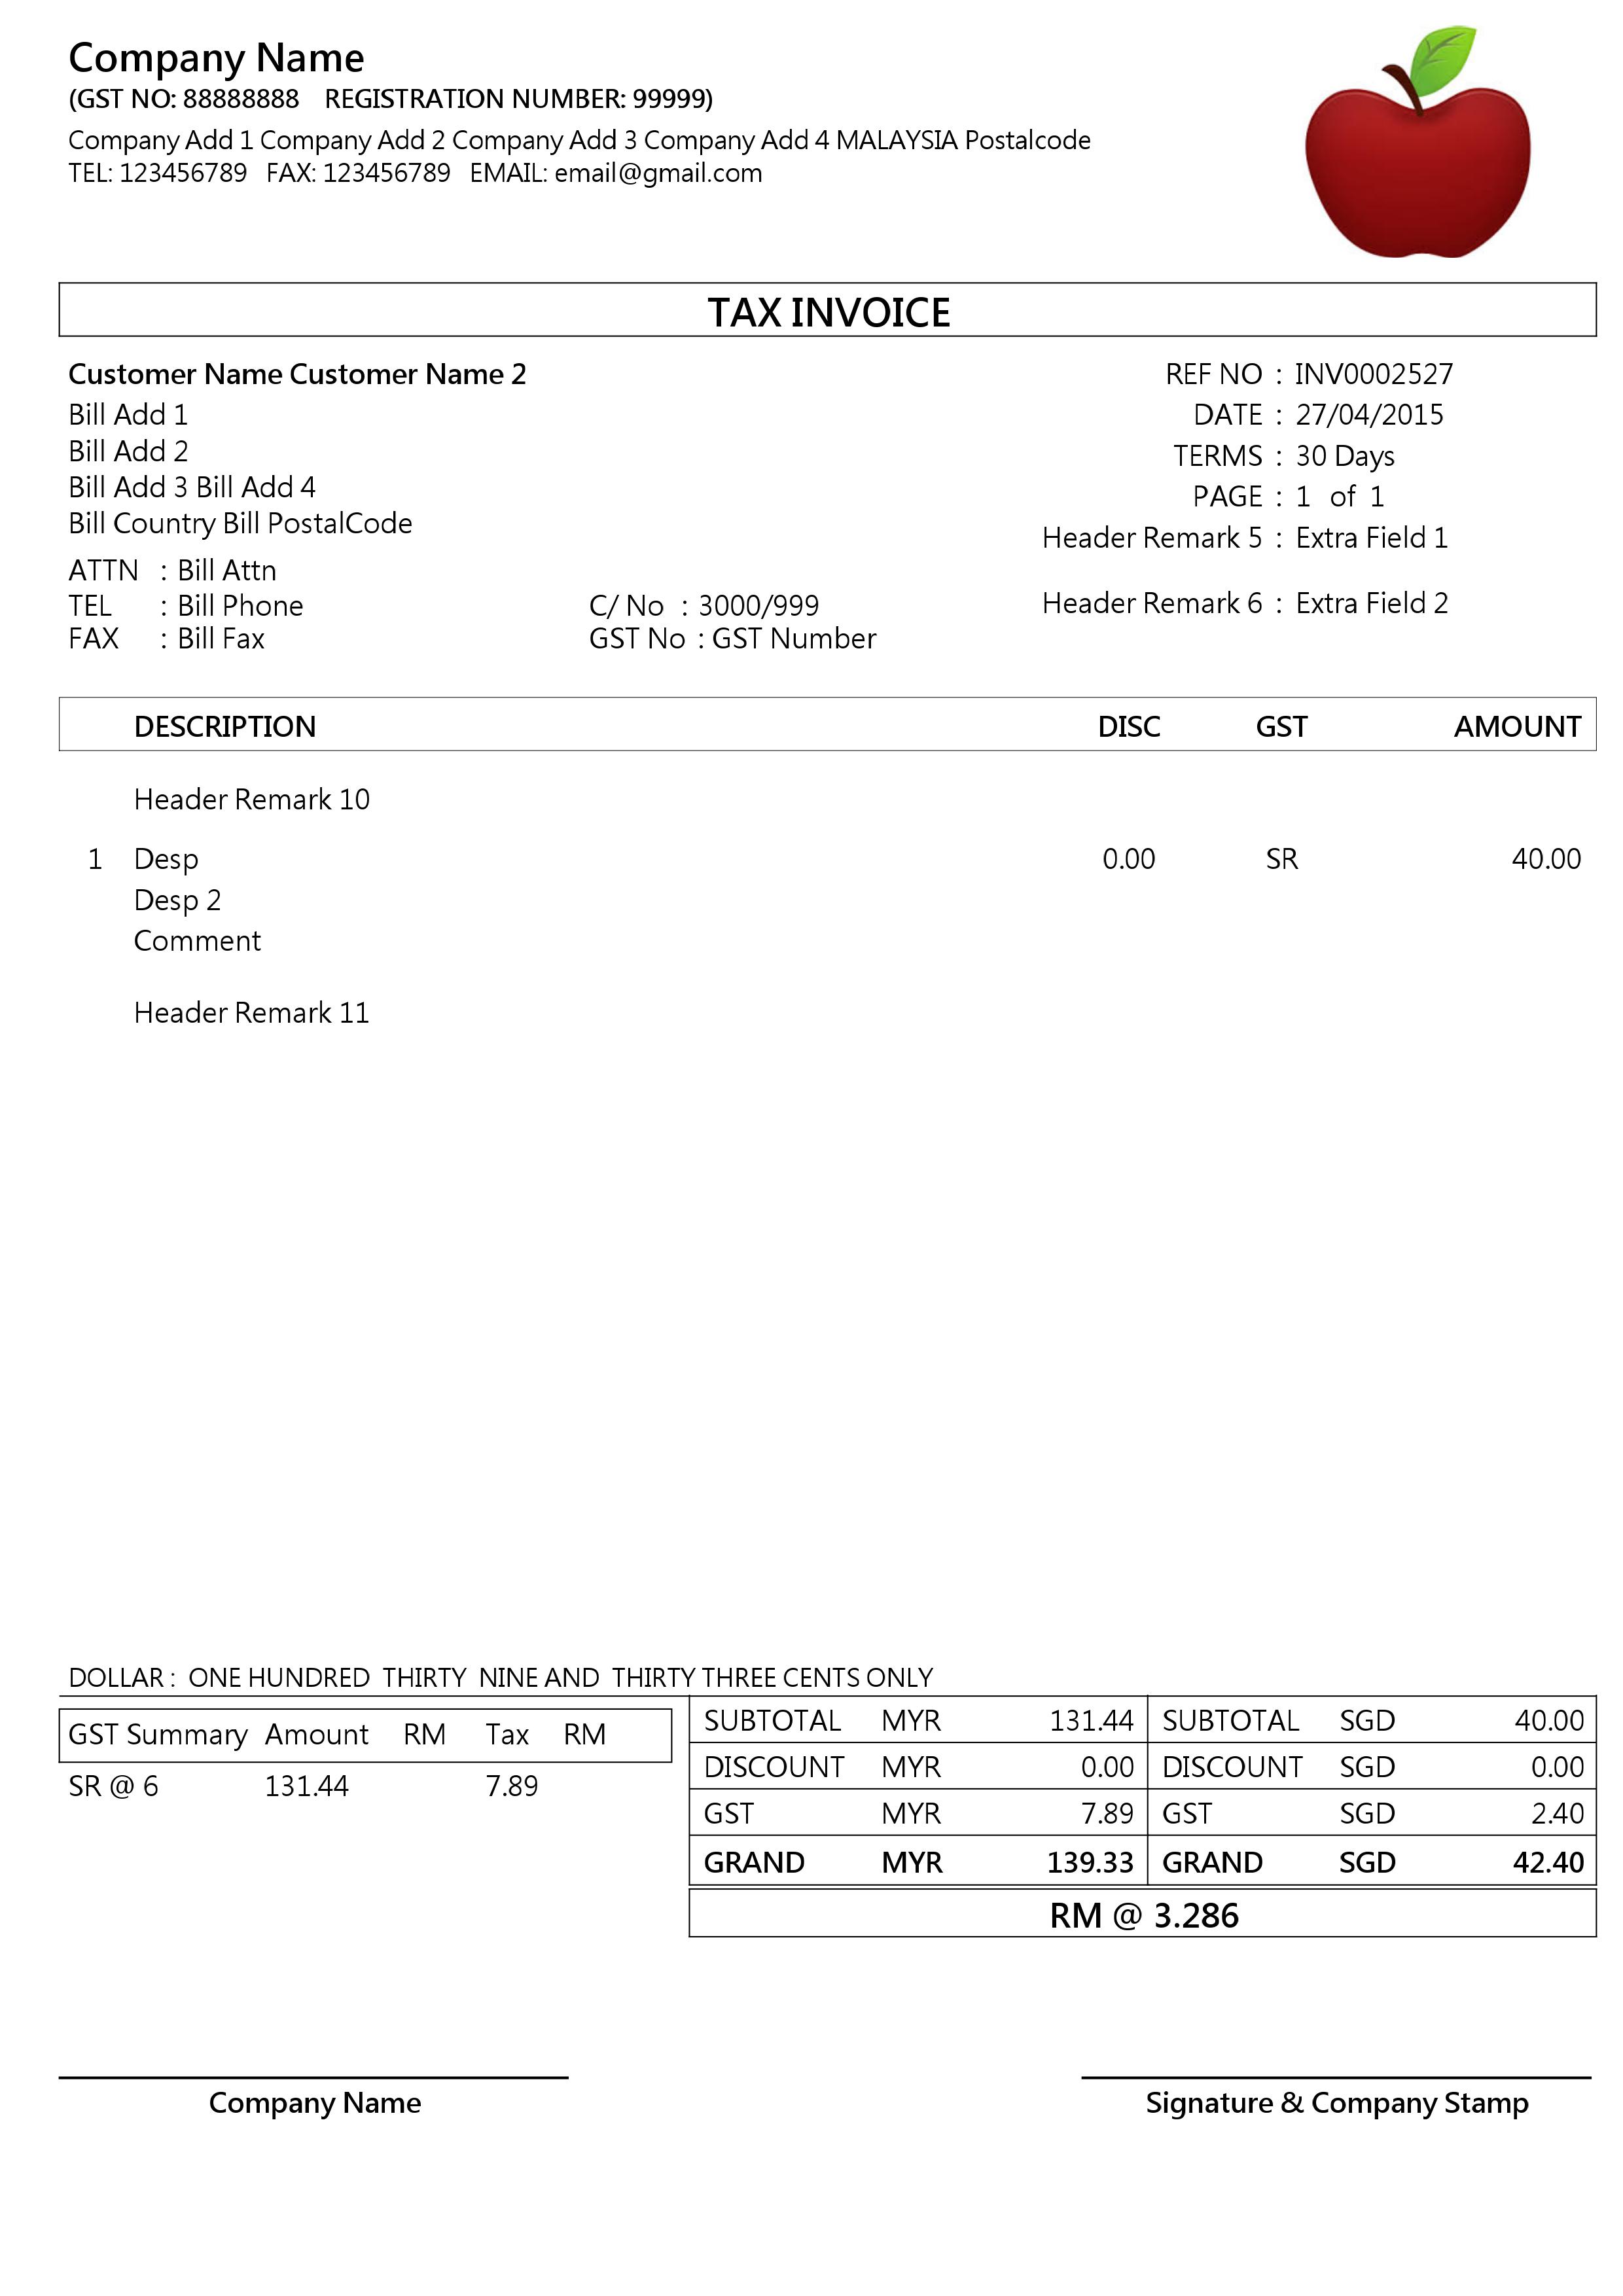 Company Name
(GST NO: 88888888 REGISTRATION NUMBER: 99999)
Company Add 1 Company Add 2 Company Add 3 Company Add 4 MALAYSIA Postalcode
TEL: 123456789 FAX: 123456789 EMAIL: email@gmail.com
TAX INVOICE
Customer Name Customer Name 2
Bill Add 1
Bill Add 2
Bill Add 3 Bill Add 4
Bill Country Bill PostalCode
ATTN : Bill Attn
TEL : Bill Phone C/ No : 3000/999
FAX : Bill Fax GST No : GST Number
REF NO : INV0002527
DATE : 27/04/2015
TERMS : 30 Days
PAGE : 1 of 1
Header Remark 5 : Extra Field 1
Header Remark 6 : Extra Field 2
DESCRIPTION DISC GST AMOUNT
Header Remark 10
1 Desp 0.00 SR 40.00
Desp 2
Comment
Header Remark 11
DOLLAR : ONE HUNDRED THIRTY NINE AND THIRTY THREE CENTS ONLY
GST Summary Amount RM Tax RM
SR @ 6 131.44 7.89
SUBTOTAL MYR 131.44 SUBTOTAL SGD 40.00
DISCOUNT MYR 0.00 DISCOUNT SGD 0.00
GST MYR 7.89 GST SGD 2.40
GRAND MYR 139.33 GRAND SGD 42.40
RM @ 3.286
Company Name Signature & Company Stamp